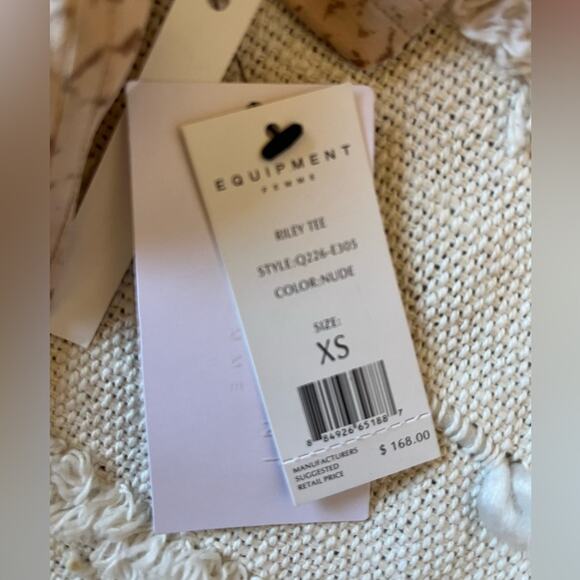 EQUIPMENT
FEMME
RILEY TEE
STYLE:Q226-E305
COLOR:NUDE
SIZE:
XS
8 84926 65188 7
MANUFACTURERS
SUGGESTED
RETAIL PRICE
$ 168.00